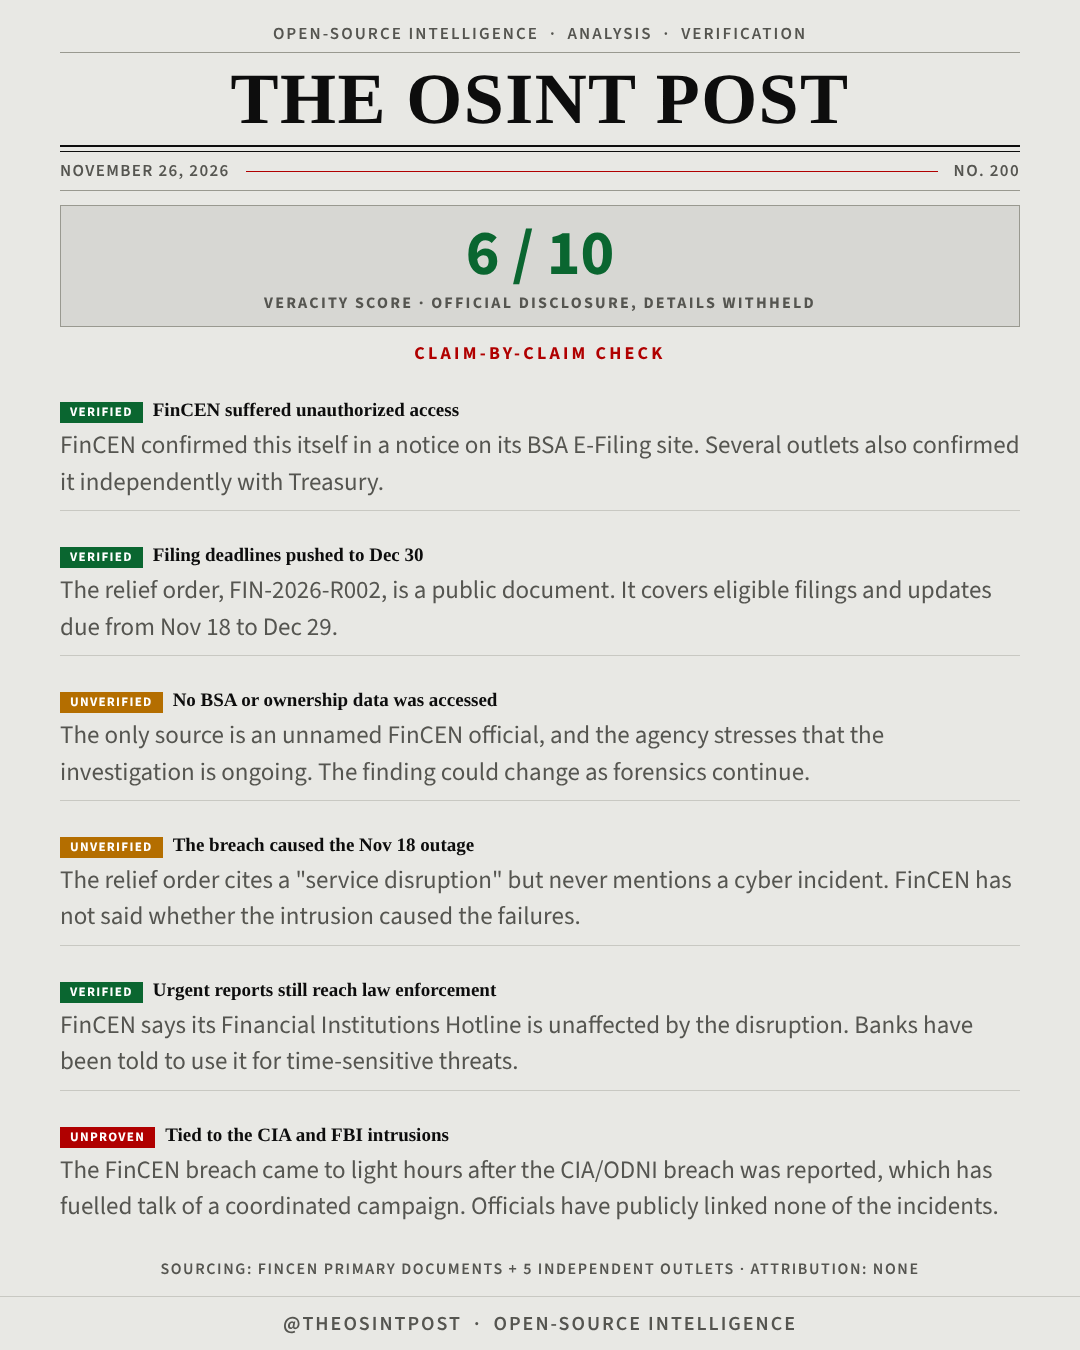 OPEN-SOURCE INTELLIGENCE · ANALYSIS · VERIFICATION
THE OSINT POST
NOVEMBER 26, 2026 NO. 200
6 / 10
VERACITY SCORE · OFFICIAL DISCLOSURE, DETAILS WITHHELD
CLAIM-BY-CLAIM CHECK
VERIFIED FinCEN suffered unauthorized access
FinCEN confirmed this itself in a notice on its BSA E-Filing site. Several outlets also confirmed
it independently with Treasury.
VERIFIED Filing deadlines pushed to Dec 30
The relief order, FIN-2026-R002, is a public document. It covers eligible filings and updates
due from Nov 18 to Dec 29.
UNVERIFIED No BSA or ownership data was accessed
The only source is an unnamed FinCEN official, and the agency stresses that the
investigation is ongoing. The finding could change as forensics continue.
UNVERIFIED The breach caused the Nov 18 outage
The relief order cites a "service disruption" but never mentions a cyber incident. FinCEN has
not said whether the intrusion caused the failures.
VERIFIED Urgent reports still reach law enforcement
FinCEN says its Financial Institutions Hotline is unaffected by the disruption. Banks have
been told to use it for time-sensitive threats.
UNPROVEN Tied to the CIA and FBI intrusions
The FinCEN breach came to light hours after the CIA/ODNI breach was reported, which has
fuelled talk of a coordinated campaign. Officials have publicly linked none of the incidents.
SOURCING: FINCEN PRIMARY DOCUMENTS + 5 INDEPENDENT OUTLETS · ATTRIBUTION: NONE
@THEOSINTPOST · OPEN-SOURCE INTELLIGENCE